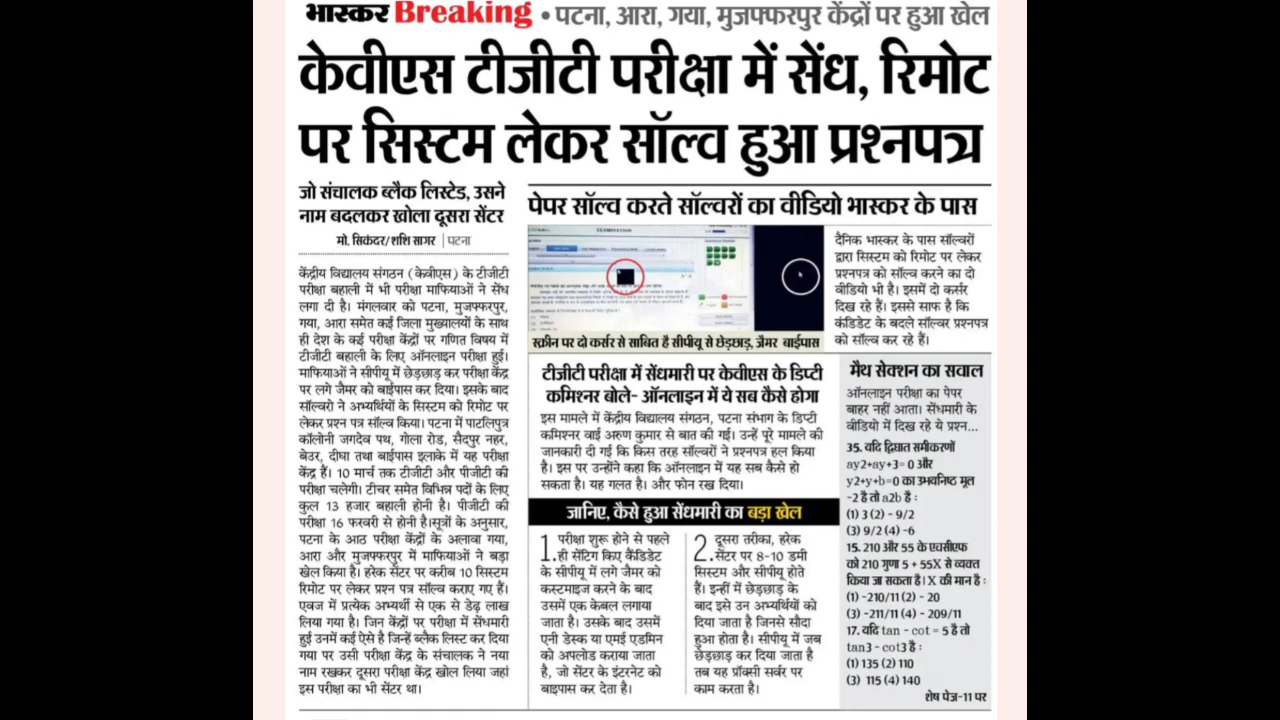 भास्कर Breaking • पटना, आरा, गया, मुजफ्फरपुर केंद्रों पर हुआ खेल
केवीएस टीजीटी परीक्षा में सेंध, रिमोट
पर सिस्टम लेकर सॉल्व हुआ प्रश्नपत्र
जो संचालक ब्लैक लिस्टेड, उसने
नाम बदलकर खोला दूसरा सेंटर
मो. सिकंदर/शशि सागर | पटना
केंद्रीय विद्यालय संगठन (केवीएस) के टीजीटी
परीक्षा बहाली में भी परीक्षा माफियाओं ने सेंध
लगा दी है। मंगलवार को पटना, मुजफ्फरपुर,
गया, आरा समेत कई जिला मुख्यालयों के साथ
ही देश के कई परीक्षा केंद्रों पर गणित विषय में
टीजीटी बहाली के लिए ऑनलाइन परीक्षा हुई।
माफियाओं ने सीपीयू में छेड़छाड़ कर परीक्षा केंद्र
पर लगे जैमर को बाईपास कर दिया। इसके बाद
सॉल्वरो ने अभ्यर्थियों के सिस्टम को रिमोट पर
लेकर प्रश्न पत्र सॉल्व किया। पटना में पाटलिपुत्र
कॉलोनी जगदेव पथ, गोला रोड, सैदपुर नहर,
बेउर, दीघा तथा बाईपास इलाके में यह परीक्षा
केंद्र हैं। 10 मार्च तक टीजीटी और पीजीटी की
परीक्षा चलेगी। टीचर समेत विभिन्न पदों के लिए
कुल 13 हजार बहाली होनी है। पीजीटी की
परीक्षा 16 फरवरी से होनी है।सूत्रों के अनुसार,
पटना के आठ परीक्षा केंद्रों के अलावा गया,
आरा और मुजफ्फरपुर में माफियाओं ने बड़ा
खेल किया है। हरेक सेंटर पर करीब 10 सिस्टम
रिमोट पर लेकर प्रश्न पत्र सॉल्व कराए गए हैं।
एवज में प्रत्येक अभ्यर्थी से एक से डेढ़ लाख
लिया गया है। जिन केंद्रों पर परीक्षा में सेंधमारी
हुई उनमें कई ऐसे है जिन्हें ब्लैक लिस्ट कर दिया
गया पर उसी परीक्षा केंद्र के संचालक ने नया
नाम रखकर दूसरा परीक्षा केंद्र खोल लिया जहां
इस परीक्षा का भी सेंटर था।
पेपर सॉल्व करते सॉल्वरों का वीडियो भास्कर के पास
स्क्रीन पर दो कर्सर से साबित है सीपीयू से छेड़छाड़, जैमर बाईपास
दैनिक भास्कर के पास सॉल्वरों
द्वारा सिस्टम को रिमोट पर लेकर
प्रश्नपत्र को सॉल्व करने का दो
वीडियो भी है। इसमें दो कर्सर
दिख रहे हैं। इससे साफ है कि
कंडिडेट के बदले सॉल्वर प्रश्नपत्र
को सॉल्व कर रहे हैं।
टीजीटी परीक्षा में सेंधमारी पर केवीएस के डिप्टी
कमिश्नर बोले- ऑनलाइन में ये सब कैसे होगा
इस मामले में केंद्रीय विद्यालय संगठन, पटना संभाग के डिप्टी
कमिश्नर वाई अरुण कुमार से बात की गई। उन्हें पूरे मामले की
जानकारी दी गई कि किस तरह सॉल्वरों ने प्रश्नपत्र हल किया
है। इस पर उन्होंने कहा कि ऑनलाइन में यह सब कैसे हो
सकता है। यह गलत है। और फोन रख दिया।
जानिए, कैसे हुआ सेंधमारी का बड़ा खेल
1. परीक्षा शुरू होने से पहले
ही सेटिंग किए कैंडिडेट
के सीपीयू में लगे जैमर को
कस्टमाइज करने के बाद
उसमें एक केबल लगाया
जाता है। उसके बाद उसमें
एनी डेस्क या एमई एडमिन
को अपलोड कराया जाता
है, जो सेंटर के इंटरनेट को
बाइपास कर देता है।
2. दूसरा तरीका, हरेक
सेंटर पर 8-10 डमी
सिस्टम और सीपीयू होते
हैं। इन्हीं में छेड़छाड़ के
बाद इसे उन अभ्यर्थियों को
दिया जाता है जिनसे सौदा
हुआ होता है। सीपीयू में जब
छेड़छाड़ कर दिया जाता है
तब यह प्रॉक्सी सर्वर पर
काम करता है।
मैथ सेक्शन का सवाल
ऑनलाइन परीक्षा का पेपर
बाहर नहीं आता। सेंधमारी के
वीडियो में दिख रहे ये प्रश्न...
35. यदि द्विघात समीकरणों
ay2+ay+3= 0 और
y2+y+b=0 का उभयनिष्ठ मूल
-2 है तो a2b है :
(1) 3 (2) - 9/2
(3) 9/2 (4) -6
15. 210 और 55 के एचसीएफ
को 210 गुणा 5 + 55X से व्यक्त
किया जा सकता है। X की मान है :
(1) -210/11 (2) - 20
(3) -211/11 (4) - 209/11
17. यदि tan - cot = 5 है तो
tan3 - cot3 है :
(1) 135 (2) 110
(3) 115 (4) 140
शेष पेज-11 पर